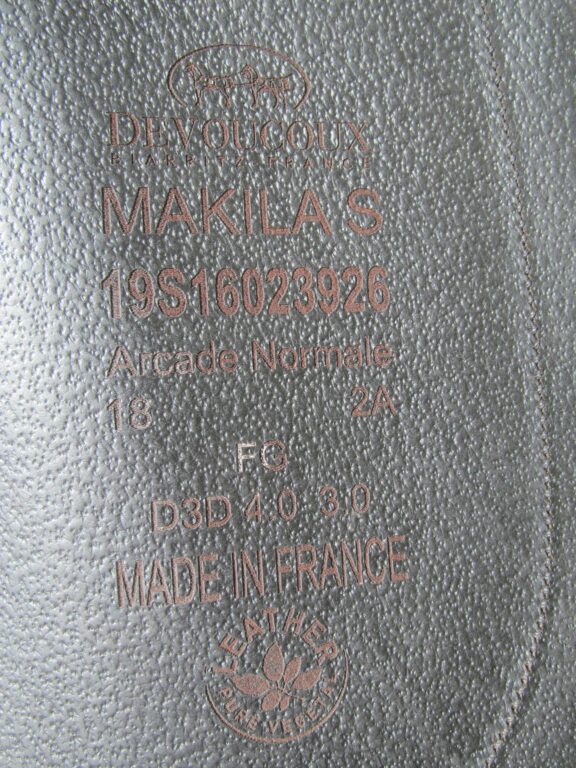 DEVOUCOUX
BIARRITZ-FRANCE
MAKILA S
19S16023926
Arcade Normale
18 2A
FG
D3D 4.0 3.0
MADE IN FRANCE
LEATHER
PURE VEGETAL